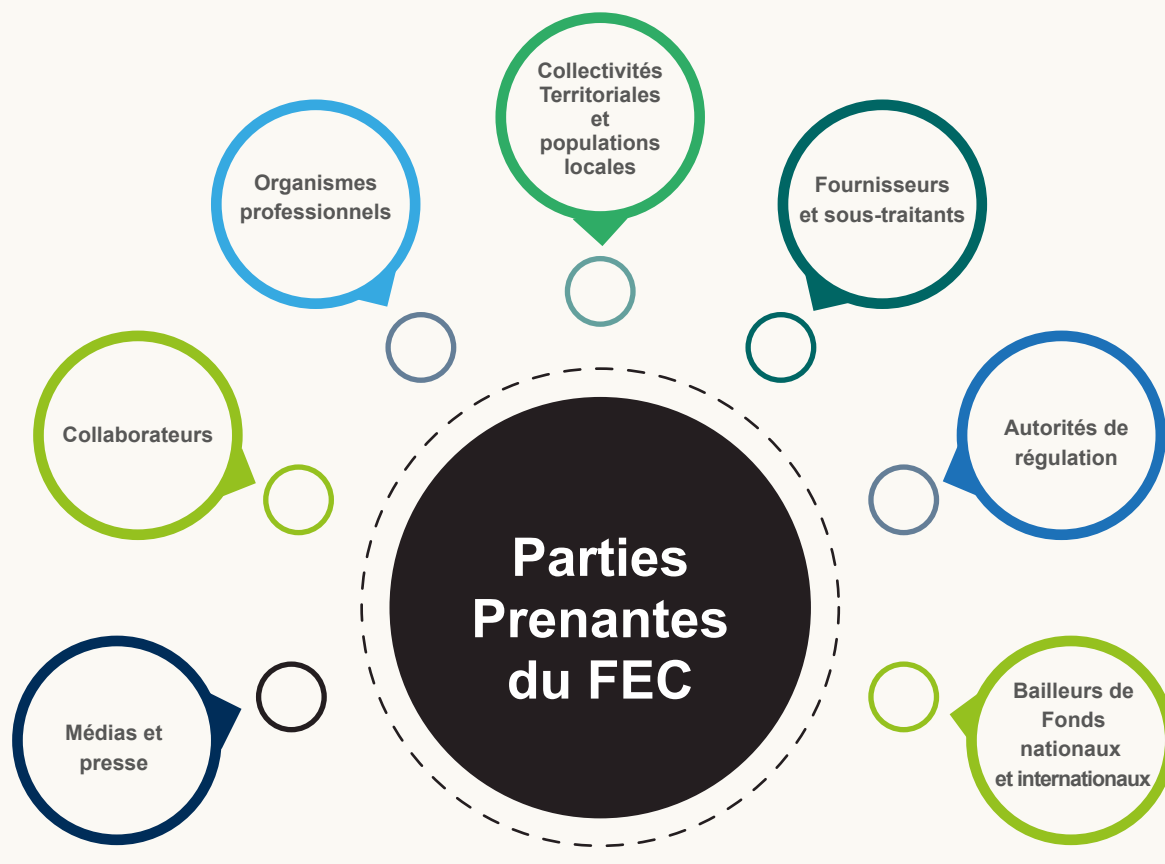 Collectivités
Territoriales
et
populations
locales
Organismes
professionnels
Fournisseurs
et sous-traitants
Collaborateurs
Autorités de
régulation
Parties
Prenantes
du FEC
Médias et
presse
Bailleurs de
Fonds
nationaux
et internationaux